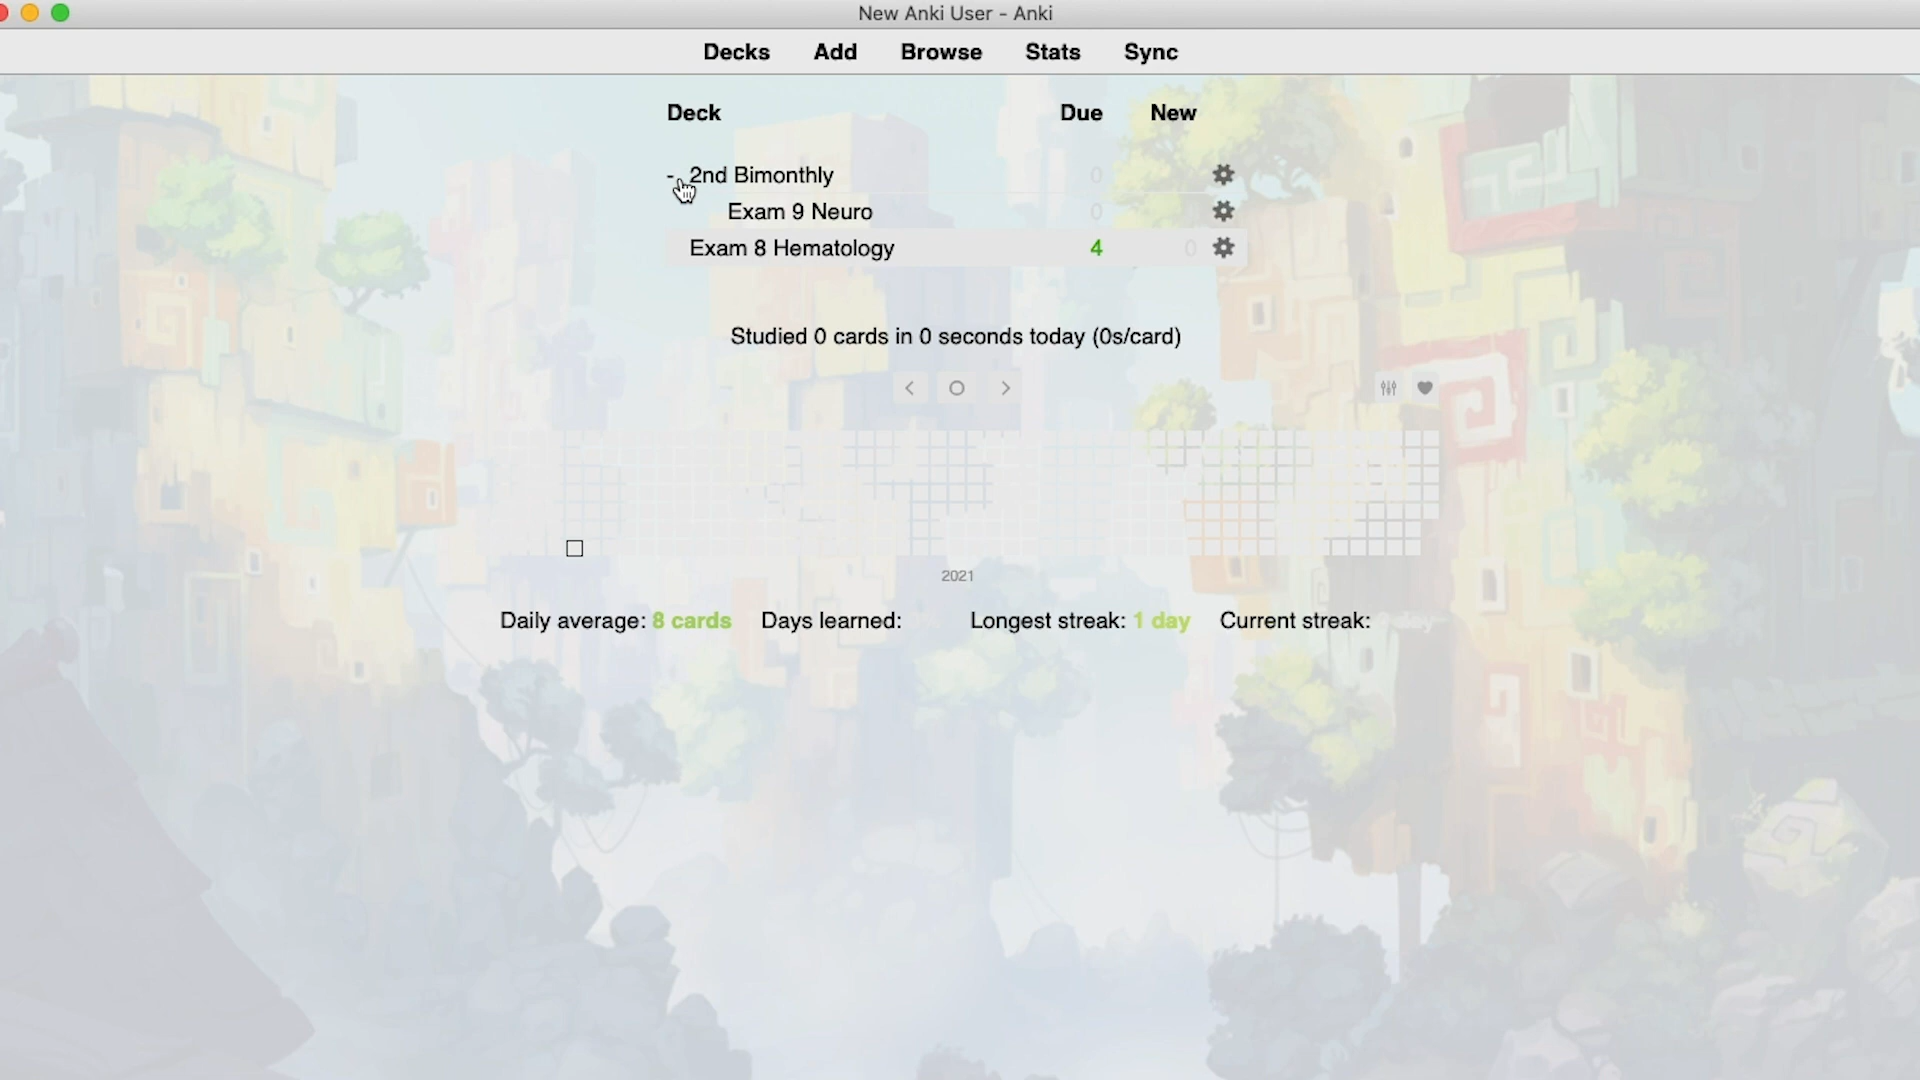 New Anki User - Anki
Decks Add Browse Stats Sync
Deck Due New
- 2nd Bimonthly 0
Exam 9 Neuro 0
Exam 8 Hematology 4 0
Studied 0 cards in 0 seconds today (0s/card)
2021
Daily average: 8 cards Days learned: Longest streak: 1 day Current streak: